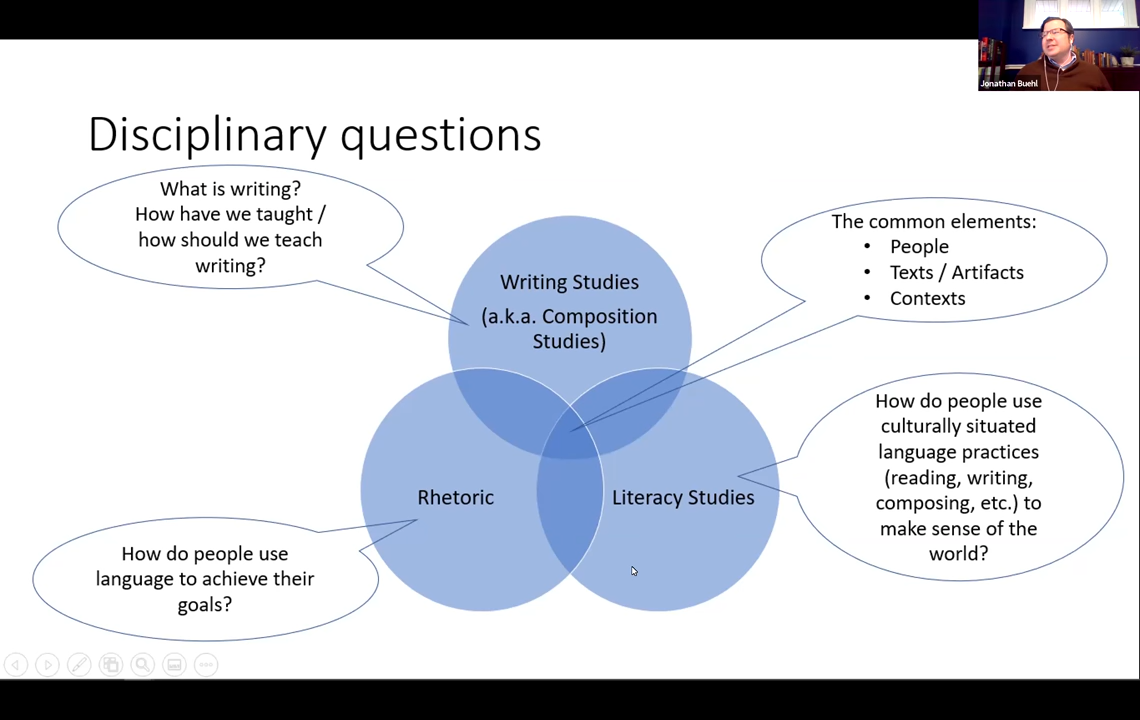 Jonathan Buehl
Disciplinary questions
What is writing?
How have we taught /
how should we teach
writing?
The common elements:
• People
• Texts / Artifacts
• Contexts
Writing Studies
(a.k.a. Composition
Studies)
How do people use
culturally situated
language practices
(reading, writing,
composing, etc.) to
make sense of the
world?
Rhetoric
Literacy Studies
How do people use
language to achieve their
goals?